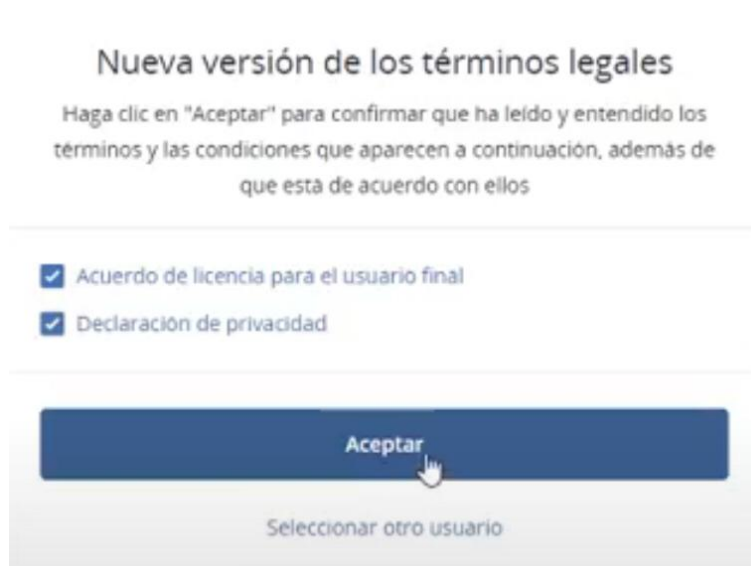 Nueva versión de los términos legales
Haga clic en "Aceptar" para confirmar que ha leído y entendido los
términos y las condiciones que aparecen a continuación, además de
que está de acuerdo con ellos
Acuerdo de licencia para el usuario final
Declaración de privacidad
Aceptar
Seleccionar otro usuario